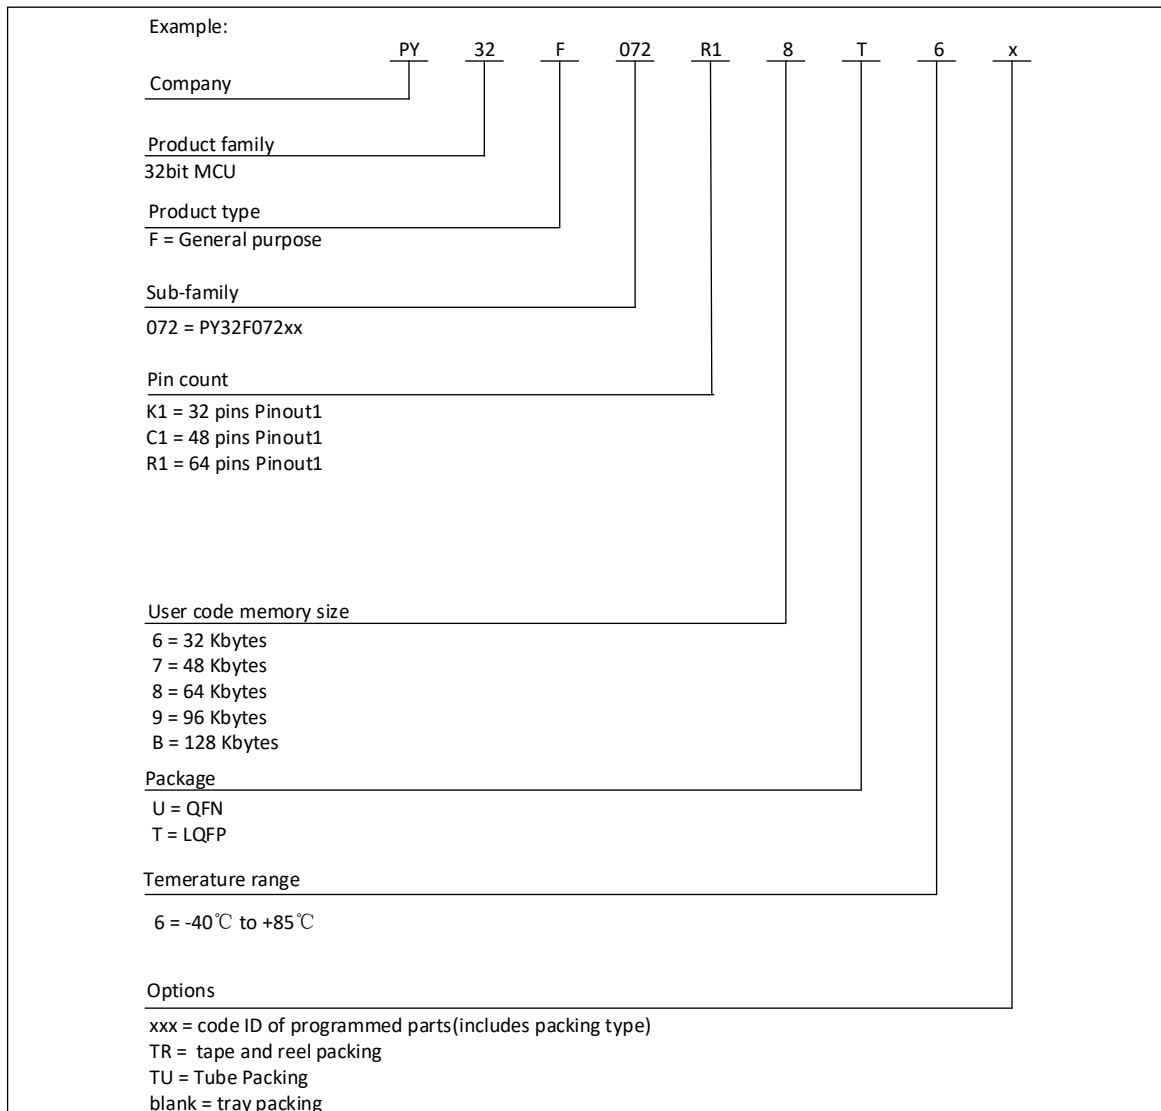 Example:
PY 32 F 072 R1 8 T 6 x
Company
Product family
32bit MCU
Product type
F = General purpose
Sub-family
072 = PY32F072xx
Pin count
K1 = 32 pins Pinout1
C1 = 48 pins Pinout1
R1 = 64 pins Pinout1
User code memory size
6 = 32 Kbytes
7 = 48 Kbytes
8 = 64 Kbytes
9 = 96 Kbytes
B = 128 Kbytes
Package
U = QFN
T = LQFP
Temerature range
6 = -40℃ to +85℃
Options
xxx = code ID of programmed parts(includes packing type)
TR = tape and reel packing
TU = Tube Packing
blank = tray packing